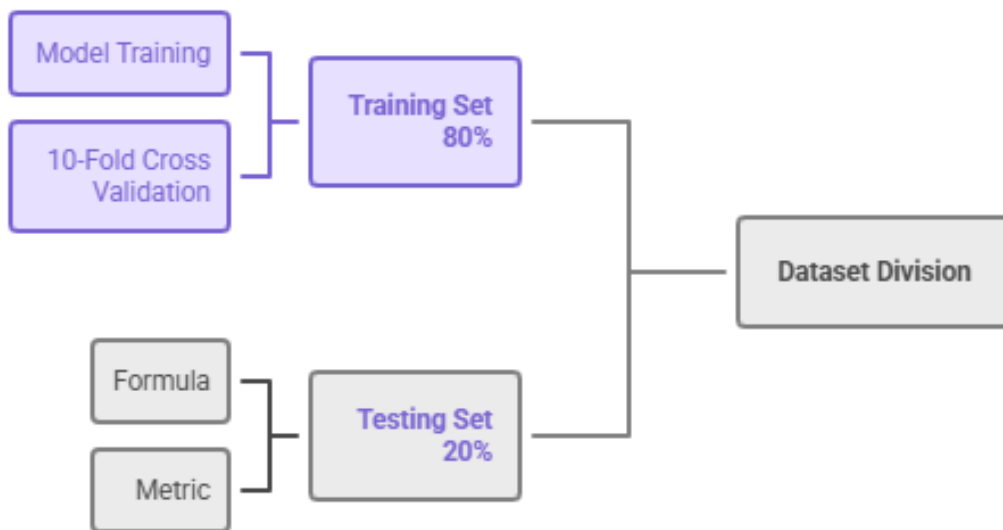 Model Training
10-Fold Cross
Validation
Training Set
80%
Dataset Division
Formula
Metric
Testing Set
20%